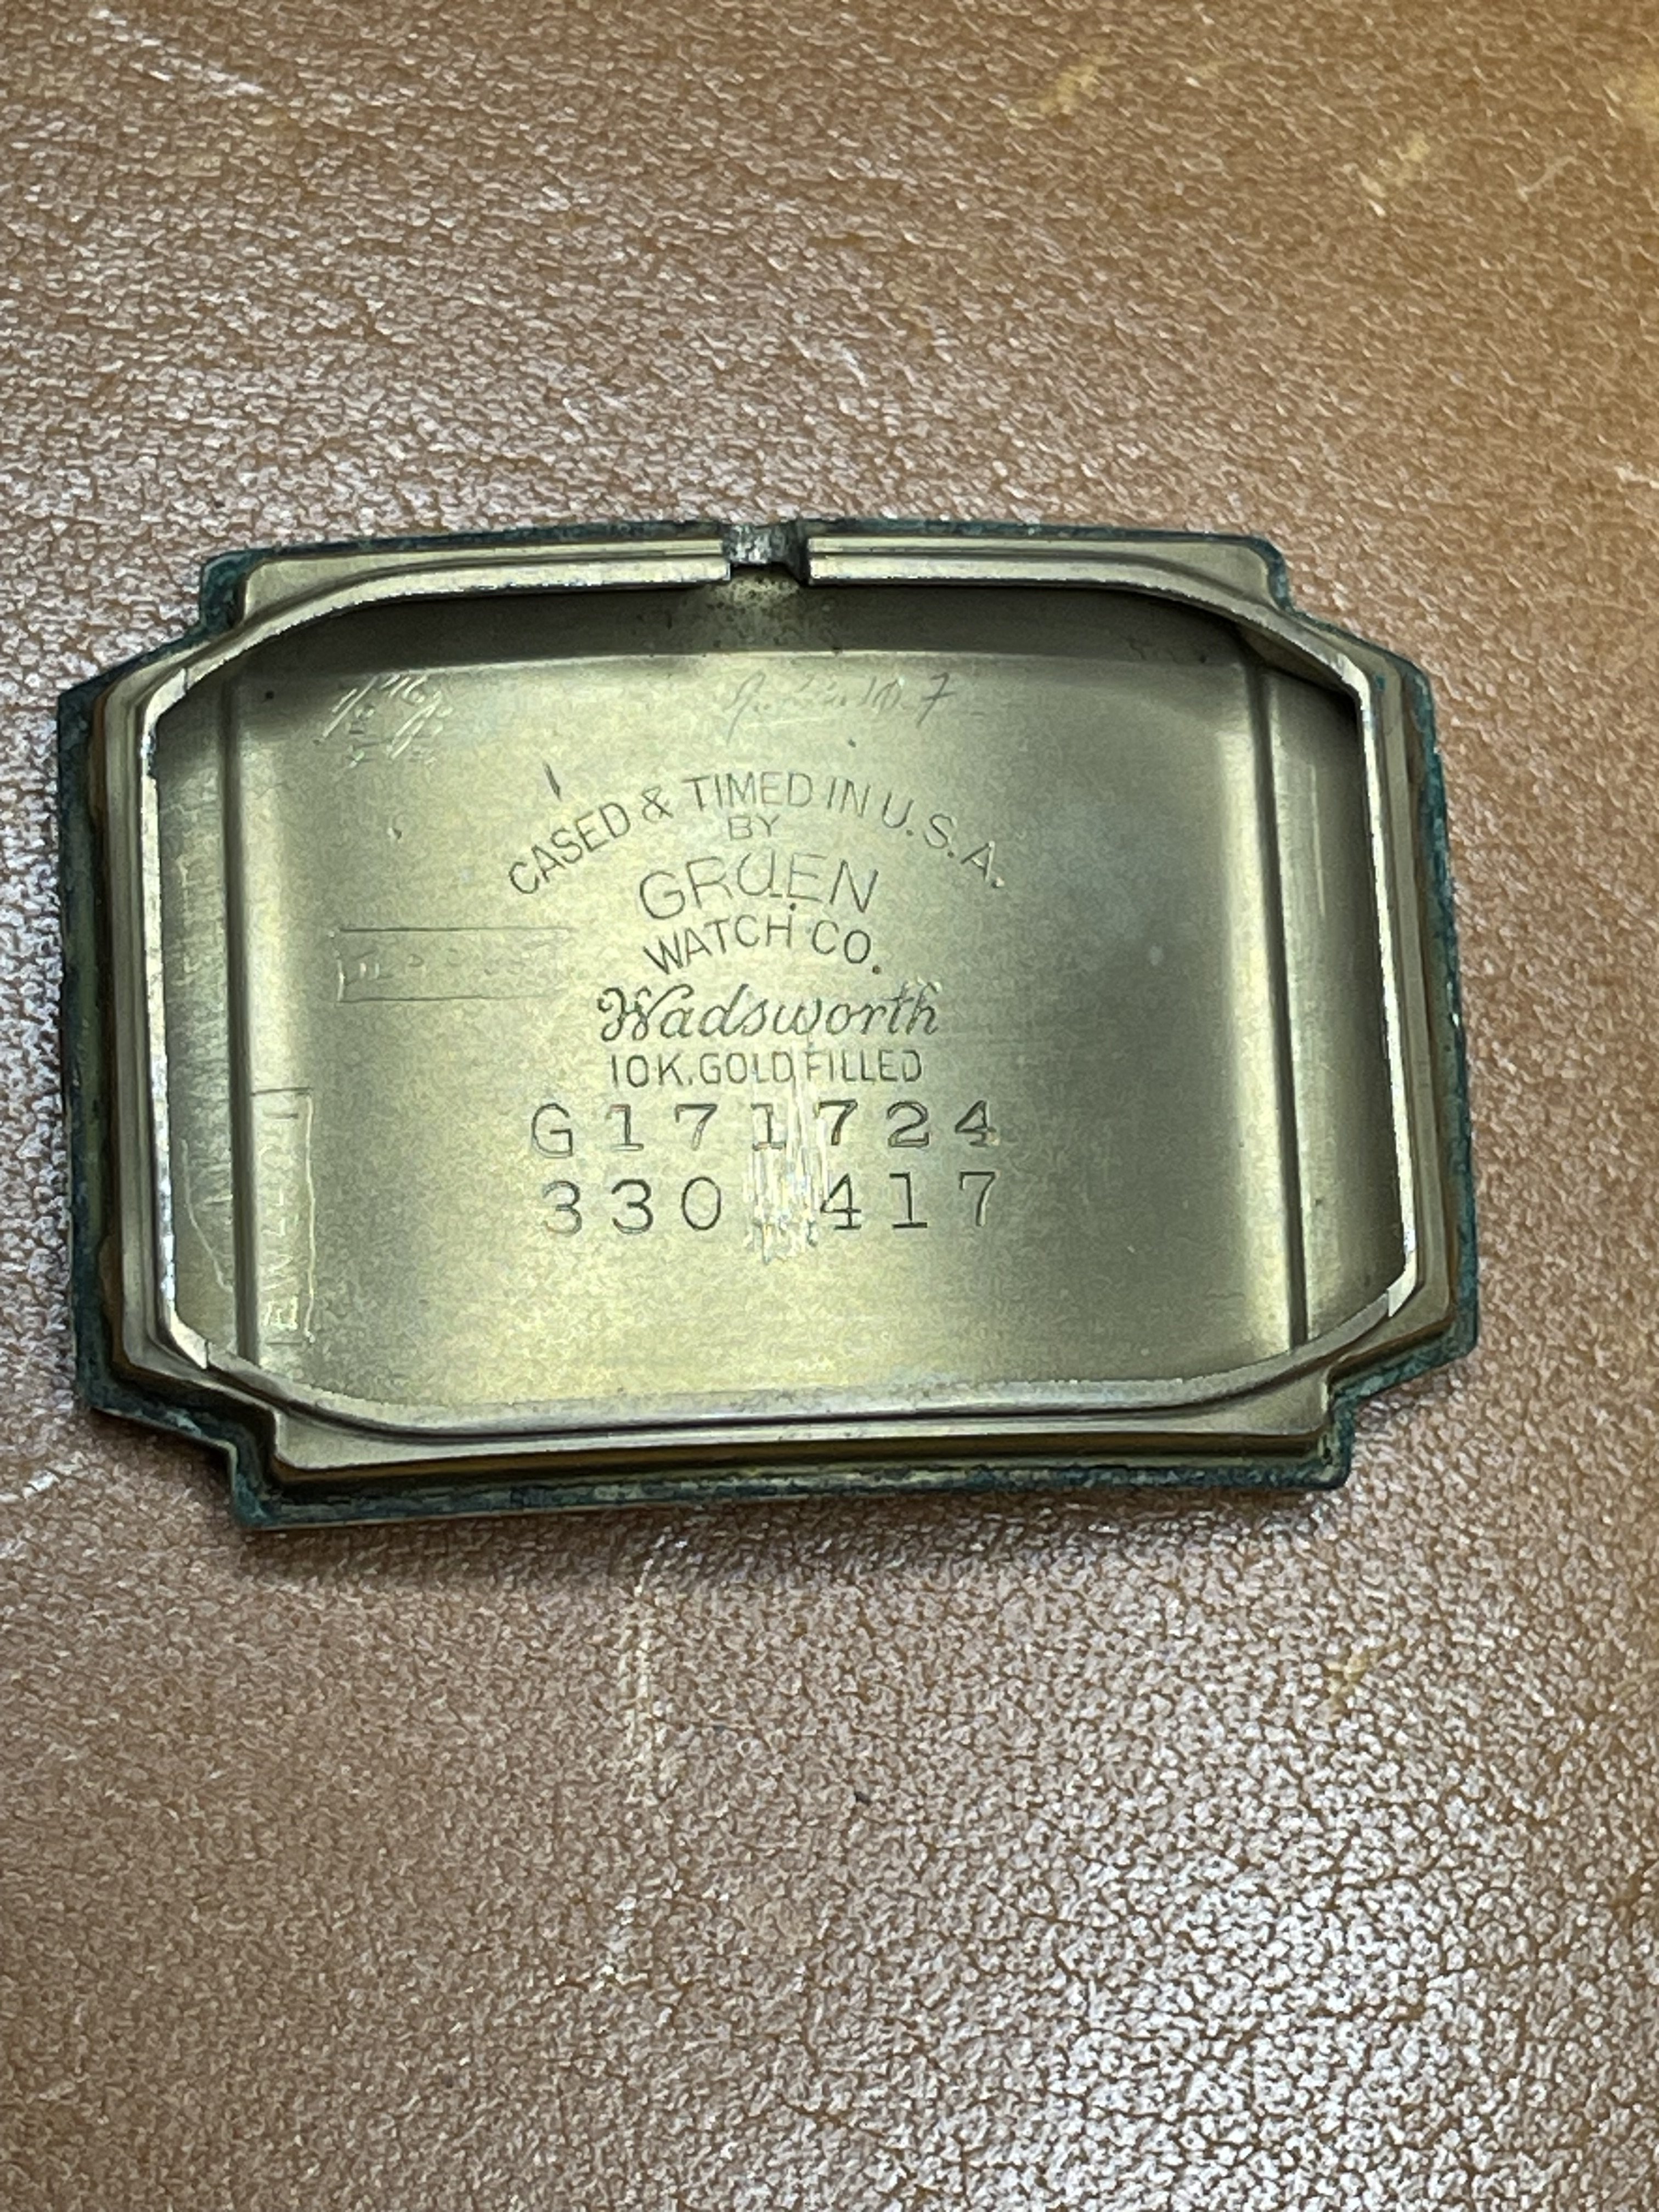 CASED & TIMED IN U.S.A.
BY
GRUEN
WATCH CO.
Wadsworth
10K. GOLD FILLED
G171724
330 417